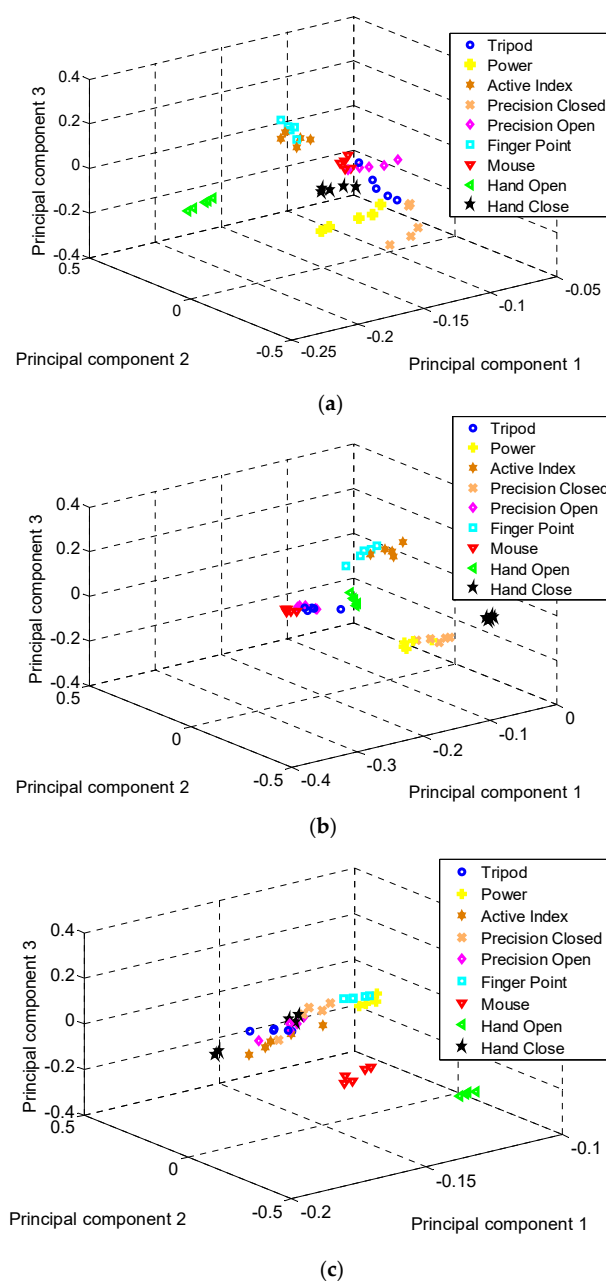 Tripod
Power
Active Index
Precision Closed
Precision Open
Finger Point
Mouse
Hand Open
Hand Close
Principal component 3
0.4
0.2
0
-0.2
-0.4
0.5
0
-0.5
Principal component 2
-0.25
-0.2
-0.15
-0.1
-0.05
Principal component 1
(a)
Tripod
Power
Active Index
Precision Closed
Precision Open
Finger Point
Mouse
Hand Open
Hand Close
Principal component 3
0.4
0.2
0
-0.2
-0.4
0.5
0
-0.5
Principal component 2
-0.4
-0.3
-0.2
-0.1
0
Principal component 1
(b)
Tripod
Power
Active Index
Precision Closed
Precision Open
Finger Point
Mouse
Hand Open
Hand Close
Principal component 3
0.4
0.2
0
-0.2
-0.4
0.5
0
-0.5
Principal component 2
-0.2
-0.15
-0.1
Principal component 1
(c)